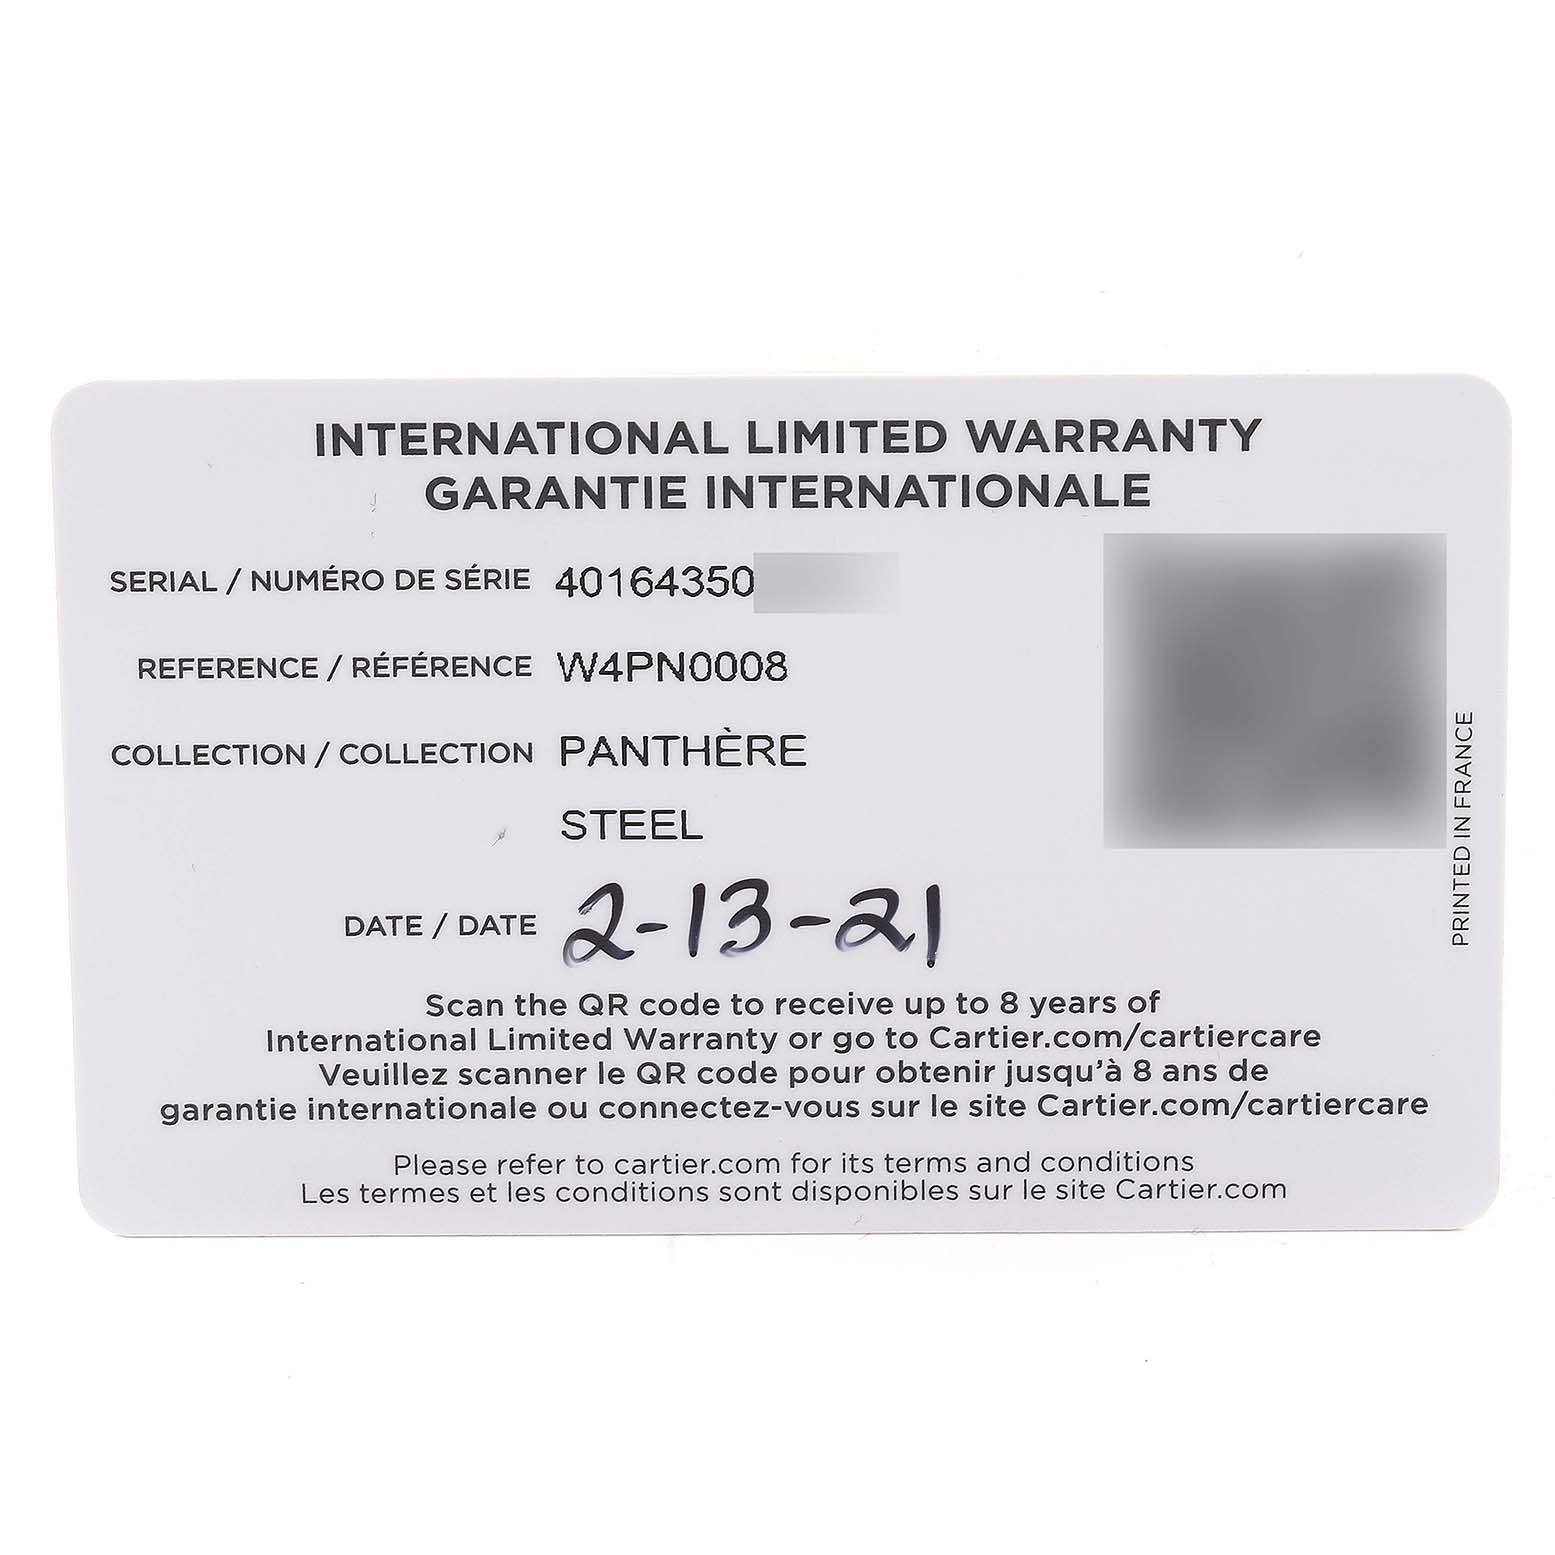 INTERNATIONAL LIMITED WARRANTY
GARANTIE INTERNATIONALE
SERIAL / NUMÉRO DE SÉRIE 40164350
REFERENCE / RÉFÉRENCE W4PN0008
COLLECTION / COLLECTION PANTHÈRE
STEEL
DATE / DATE 2-13-21
PRINTED IN FRANCE
Scan the QR code to receive up to 8 years of
International Limited Warranty or go to Cartier.com/cartiercare
Veuillez scanner le QR code pour obtenir jusqu'à 8 ans de
garantie internationale ou connectez-vous sur le site Cartier.com/cartiercare
Please refer to cartier.com for its terms and conditions
Les termes et les conditions sont disponibles sur le site Cartier.com